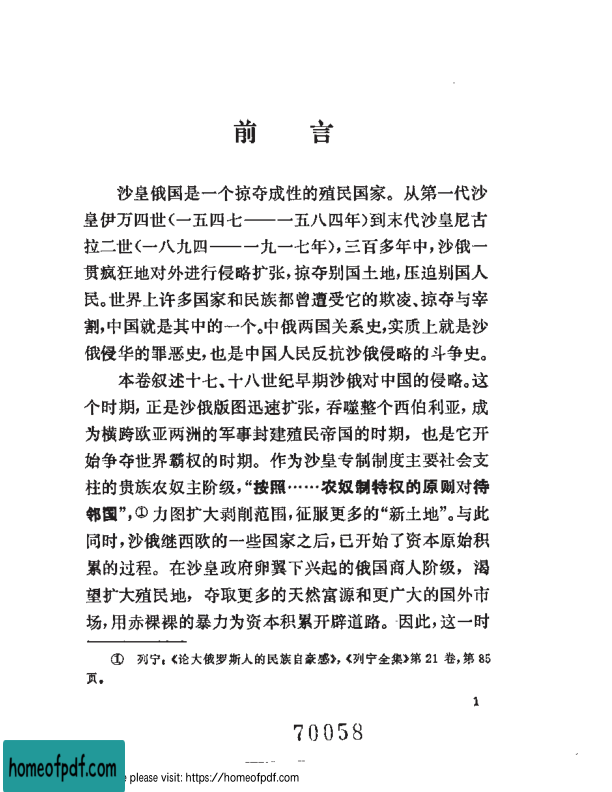 前 言
沙皇俄国是一个掠夺成性的殖民国家。从第一代沙
皇伊万四世(一五四七——一五八四年)到末代沙皇尼古
拉二世(一八九四——一九一七年),三百多年中,沙俄一
贯疯狂地对外进行侵略扩张,掠夺别国土地,压迫别国人
民。世界上许多国家和民族都曾遭受它的欺凌、掠夺与宰
割,中国就是其中的一个。中俄两国关系史,实质上就是沙
俄侵华的罪恶史,也是中国人民反抗沙俄侵略的斗争史。
本卷叙述十七、十八世纪早期沙俄对中国的侵略。这
个时期,正是沙俄版图迅速扩张,吞噬整个西伯利亚,成
为横跨欧亚两洲的军事封建殖民帝国的时期,也是它开
始争夺世界霸权的时期。作为沙皇专制制度主要社会支
柱的贵族农奴主阶级,“按照……农奴制特权的原则对待
邻国”,① 力图扩大剥削范围,征服更多的“新土地”。与此
同时,沙俄继西欧的一些国家之后,已开始了资本原始积
累的过程。在沙皇政府卵翼下兴起的俄国商人阶级,渴
望扩大殖民地,夺取更多的天然富源和更广大的国外市
场,用赤裸裸的暴力为资本积累开辟道路。因此,这一时
① 列宁:《论大俄罗斯人的民族自豪感》,《列宁全集》第 21 卷,第 85
页。
1
70058
homeofpdf.com
please visit: https://homeofpdf.com